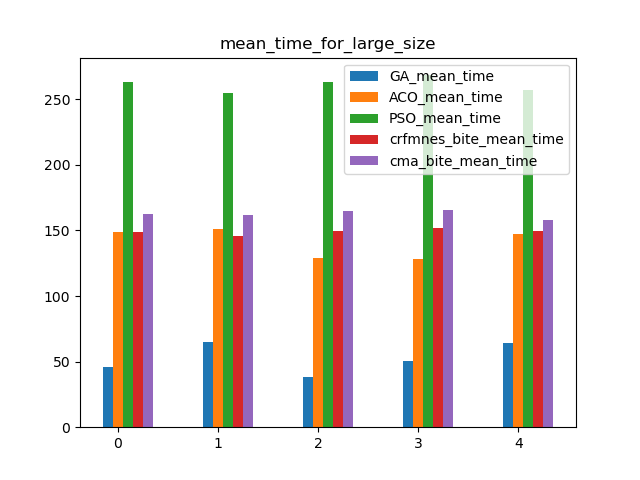 mean_time_for_large_size
GA_mean_time
ACO_mean_time
PSO_mean_time
crfmnes_bite_mean_time
cma_bite_mean_time
250
200
150
100
50
0
0 1 2 3 4